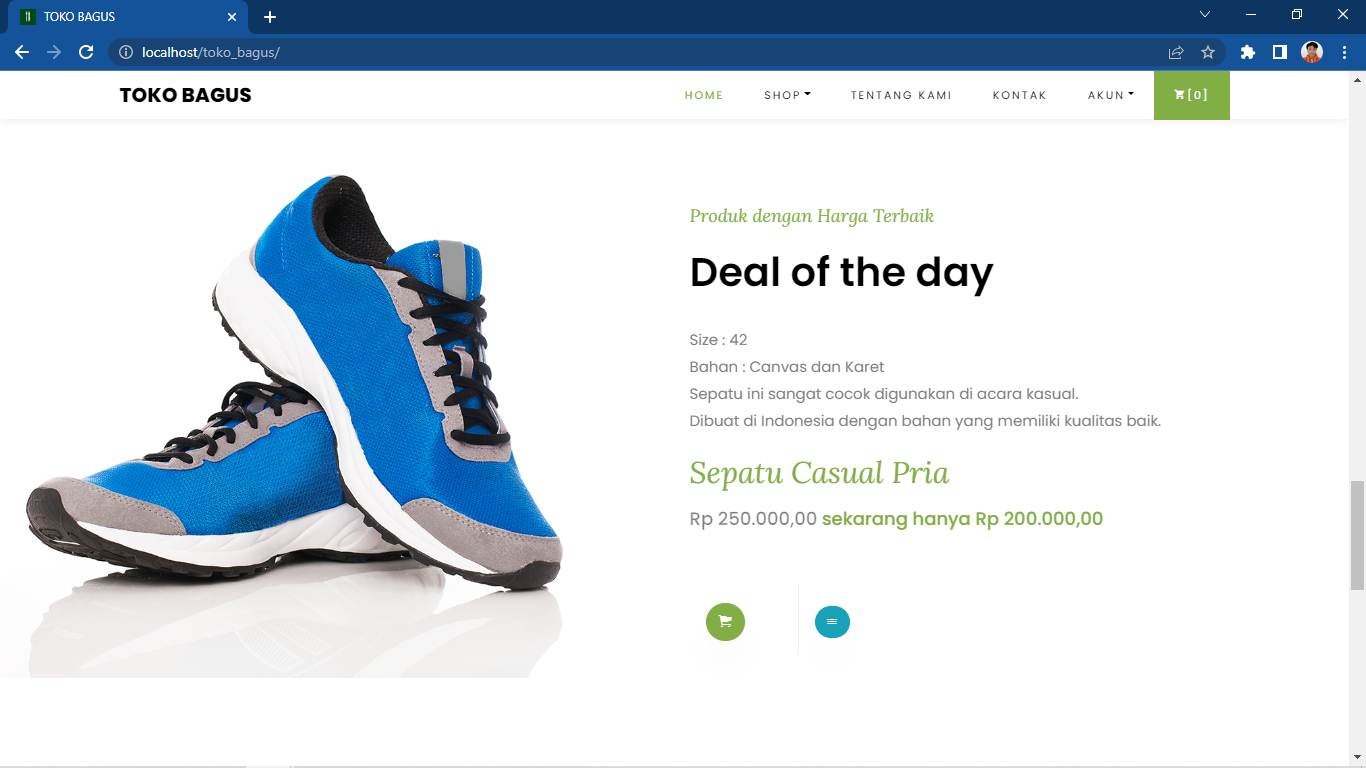 TOKO BAGUS
localhost/toko_bagus/
TOKO BAGUS
HOME
SHOP
TENTANG KAMI
KONTAK
AKUN
[0]
Produk dengan Harga Terbaik
Deal of the day
Size : 42
Bahan : Canvas dan Karet
Sepatu ini sangat cocok digunakan di acara kasual.
Dibuat di Indonesia dengan bahan yang memiliki kualitas baik.
Sepatu Casual Pria
Rp 250.000,00 sekarang hanya Rp 200.000,00